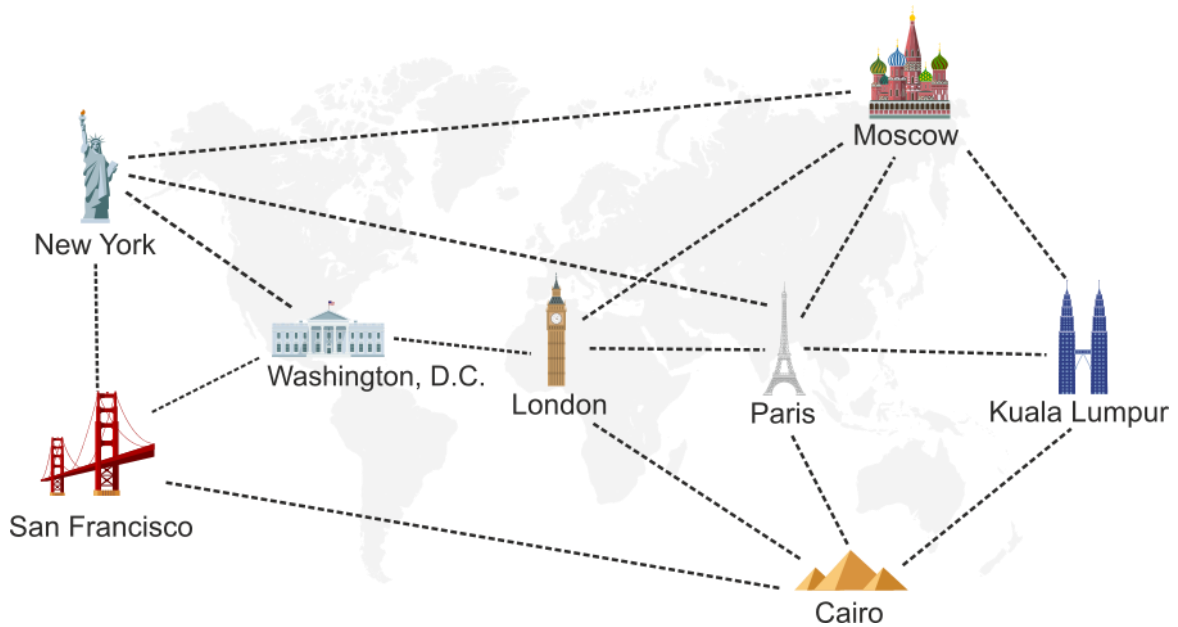 Moscow
New York
Washington, D.C.
London
Paris
Kuala Lumpur
San Francisco
Cairo